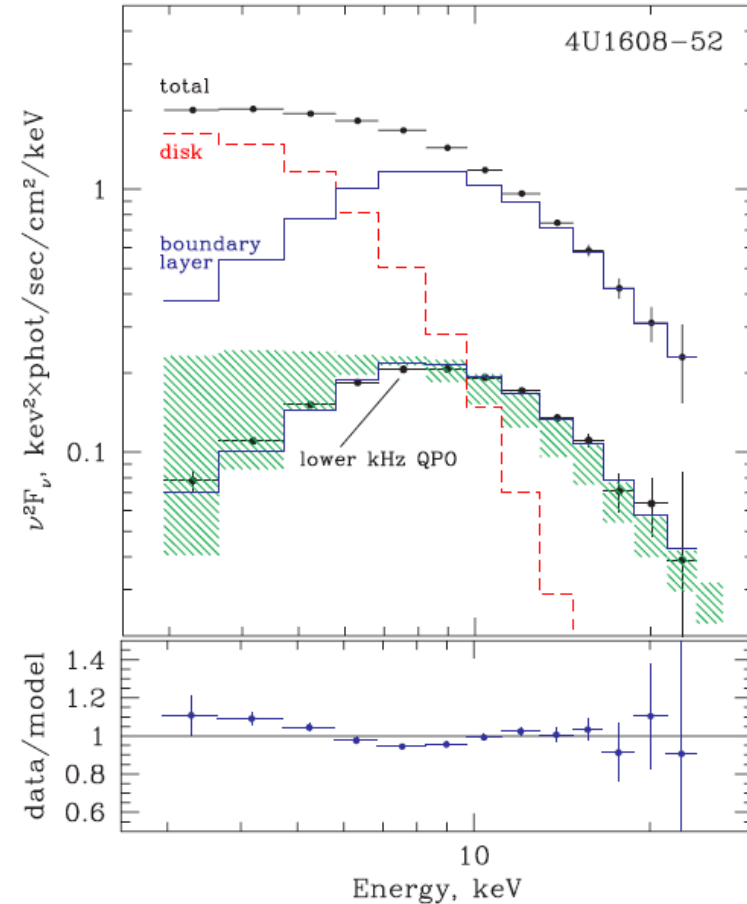 4U1608-52
total
disk
boundary
layer
lower kHz QPO
1
0.1
ν²Fν, kev²×phot/sec/cm²/keV
1.4
1.2
1
0.8
0.6
data/model
10
Energy, keV